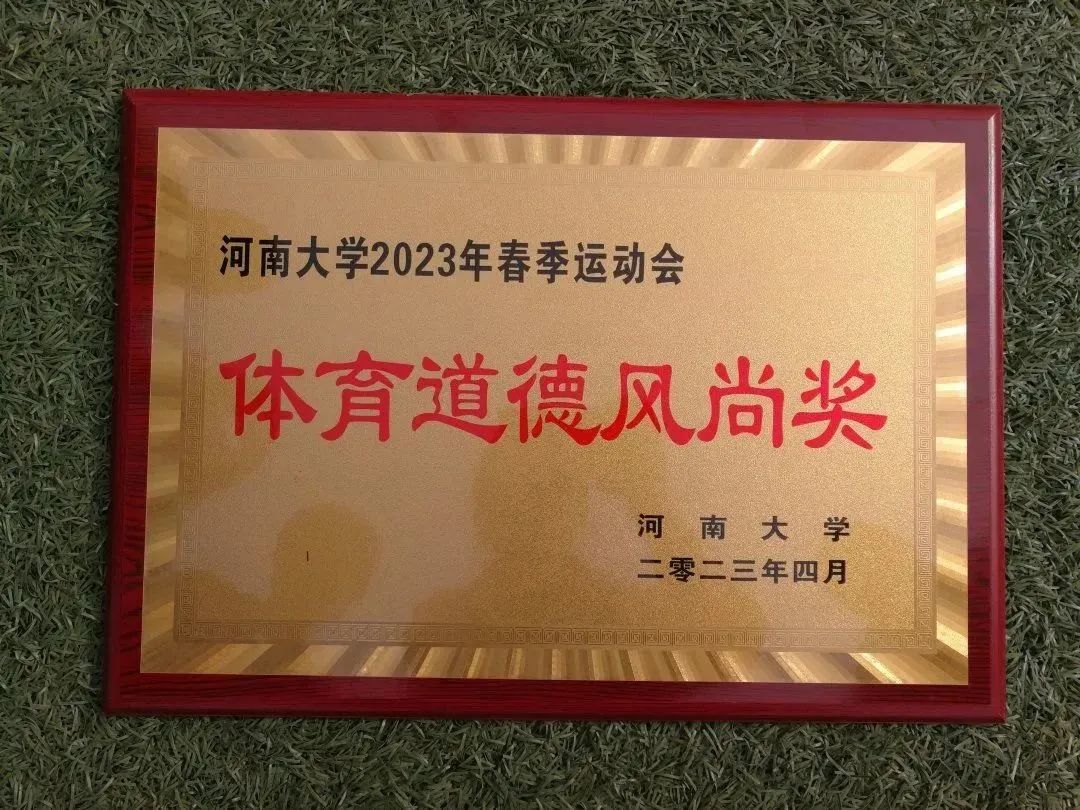 河南大学2023年春季运动会
体育道德风尚奖
河南大学
二零二三年四月